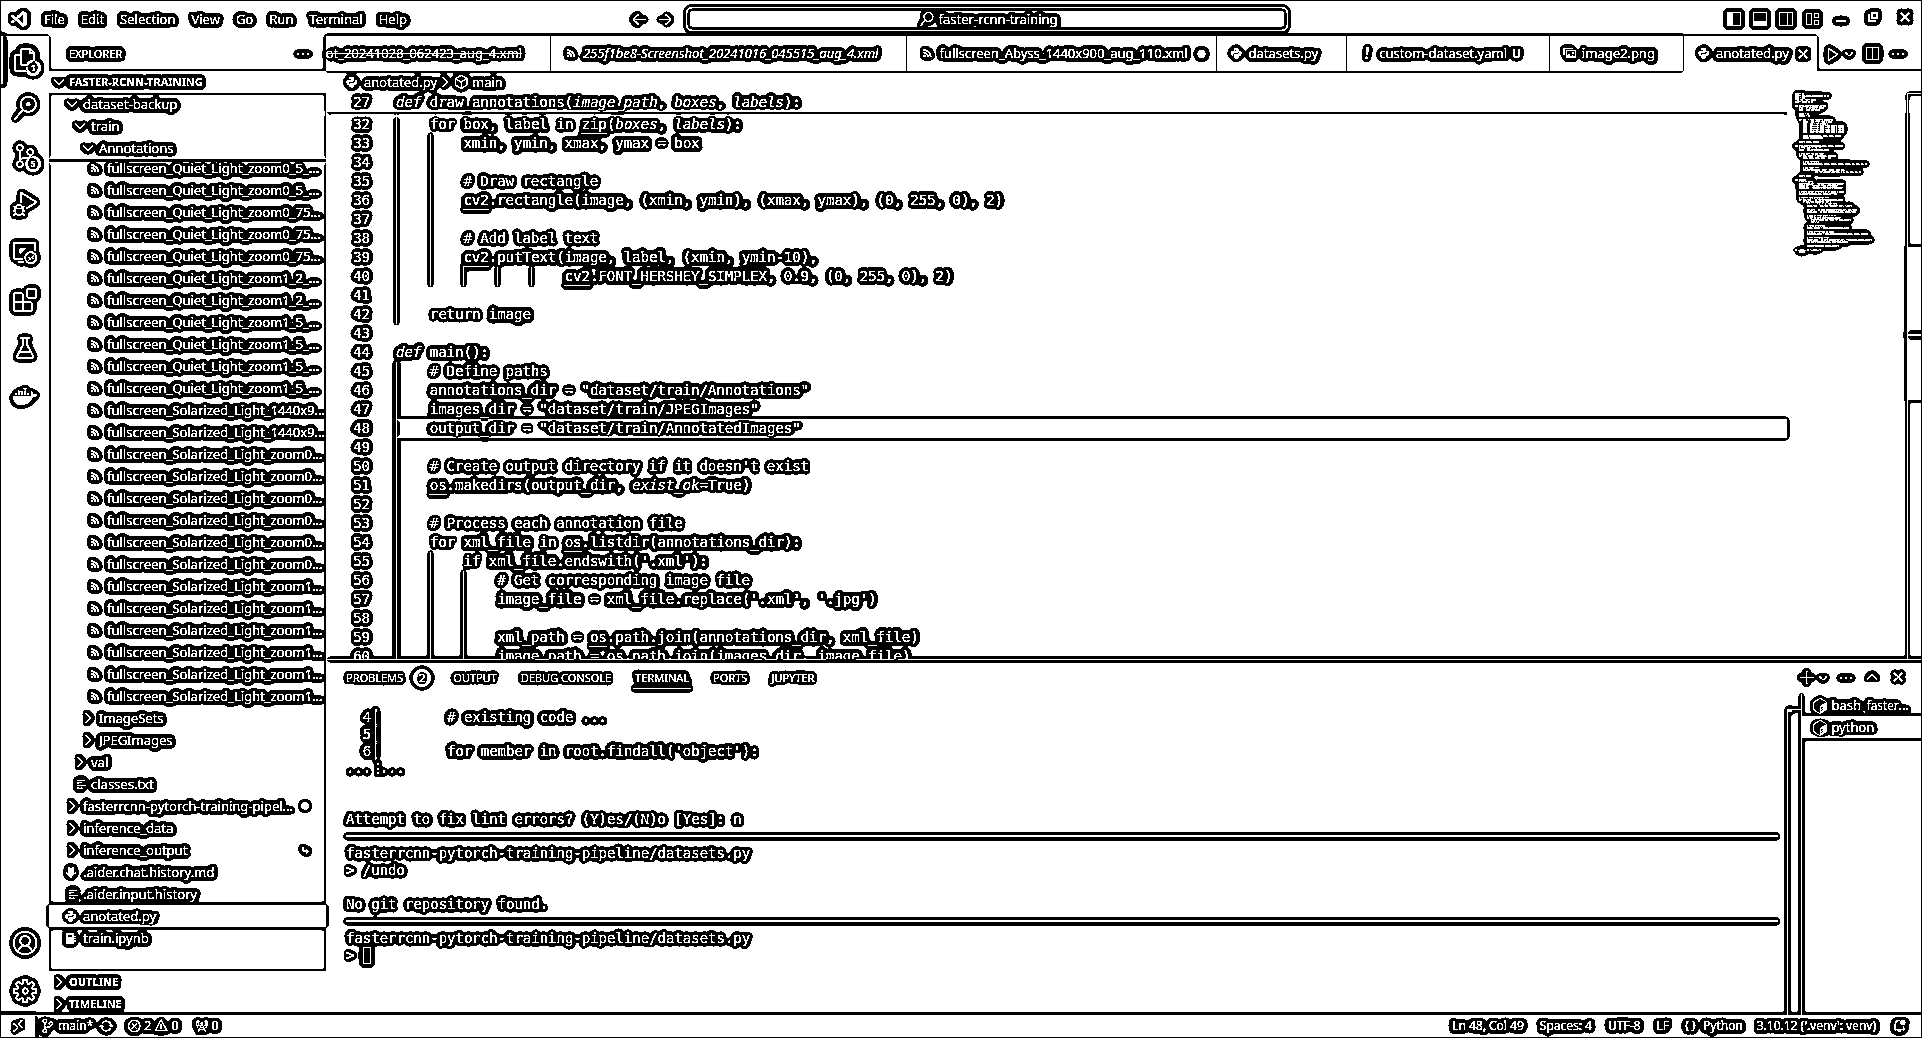 File Edit Selection View Go Run Terminal Help
faster-rcnn-training
EXPLORER
ot_20241028_062423_aug_4.xml
255f1be8-Screenshot_20241016_045515_aug_4.xml
fullscreen_Abyss_1440x900_aug_110.xml
datasets.py
custom-dataset.yaml U
image2.png
anotated.py
FASTER-RCNN-TRAINING
dataset-backup
train
Annotations
fullscreen_Quiet_Light_zoom0_5_...
fullscreen_Quiet_Light_zoom0_5_...
fullscreen_Quiet_Light_zoom0_75...
fullscreen_Quiet_Light_zoom0_75...
fullscreen_Quiet_Light_zoom0_75...
fullscreen_Quiet_Light_zoom1_2_...
fullscreen_Quiet_Light_zoom1_2_...
fullscreen_Quiet_Light_zoom1_5_...
fullscreen_Quiet_Light_zoom1_5_...
fullscreen_Quiet_Light_zoom1_5_...
fullscreen_Quiet_Light_zoom1_5_...
fullscreen_Solarized_Light_1440x9...
fullscreen_Solarized_Light_1440x9...
fullscreen_Solarized_Light_zoom0...
fullscreen_Solarized_Light_zoom0...
fullscreen_Solarized_Light_zoom0...
fullscreen_Solarized_Light_zoom0...
fullscreen_Solarized_Light_zoom0...
fullscreen_Solarized_Light_zoom0...
fullscreen_Solarized_Light_zoom1...
fullscreen_Solarized_Light_zoom1...
fullscreen_Solarized_Light_zoom1...
fullscreen_Solarized_Light_zoom1...
fullscreen_Solarized_Light_zoom1...
fullscreen_Solarized_Light_zoom1...
ImageSets
JPEGImages
val
classes.txt
fasterrcnn-pytorch-training-pipel...
inference_data
inference_output
.aider.chat.history.md
.aider.input.history
anotated.py
train.ipynb
OUTLINE
TIMELINE
anotated.py > main
27 def draw_annotations(image_path, boxes, labels):
32 for box, label in zip(boxes, labels):
33 xmin, ymin, xmax, ymax = box
34
35 # Draw rectangle
36 cv2.rectangle(image, (xmin, ymin), (xmax, ymax), (0, 255, 0), 2)
37
38 # Add label text
39 cv2.putText(image, label, (xmin, ymin-10),
40 cv2.FONT_HERSHEY_SIMPLEX, 0.9, (0, 255, 0), 2)
41
42 return image
43
44 def main():
45 # Define paths
46 annotations_dir = "dataset/train/Annotations"
47 images_dir = "dataset/train/JPEGImages"
48 output_dir = "dataset/train/AnnotatedImages"
49
50 # Create output directory if it doesn't exist
51 os.makedirs(output_dir, exist_ok=True)
52
53 # Process each annotation file
54 for xml_file in os.listdir(annotations_dir):
55 if xml_file.endswith('.xml'):
56 # Get corresponding image file
57 image_file = xml_file.replace('.xml', '.jpg')
58
59 xml_path = os.path.join(annotations_dir, xml_file)
60 image_path = os.path.join(images_dir, image_file)
PROBLEMS 2 OUTPUT DEBUG CONSOLE TERMINAL PORTS JUPYTER
4 # existing code ...
5
6 for member in root.findall('object'):
Attempt to fix lint errors? (Y)es/(N)o [Yes]: n
fasterrcnn-pytorch-training-pipeline/datasets.py
> /undo
No git repository found.
fasterrcnn-pytorch-training-pipeline/datasets.py
>
bash faster...
python
main* 2 0 0
Ln 48, Col 49 Spaces: 4 UTF-8 LF {} Python 3.10.12 ('.venv': venv)